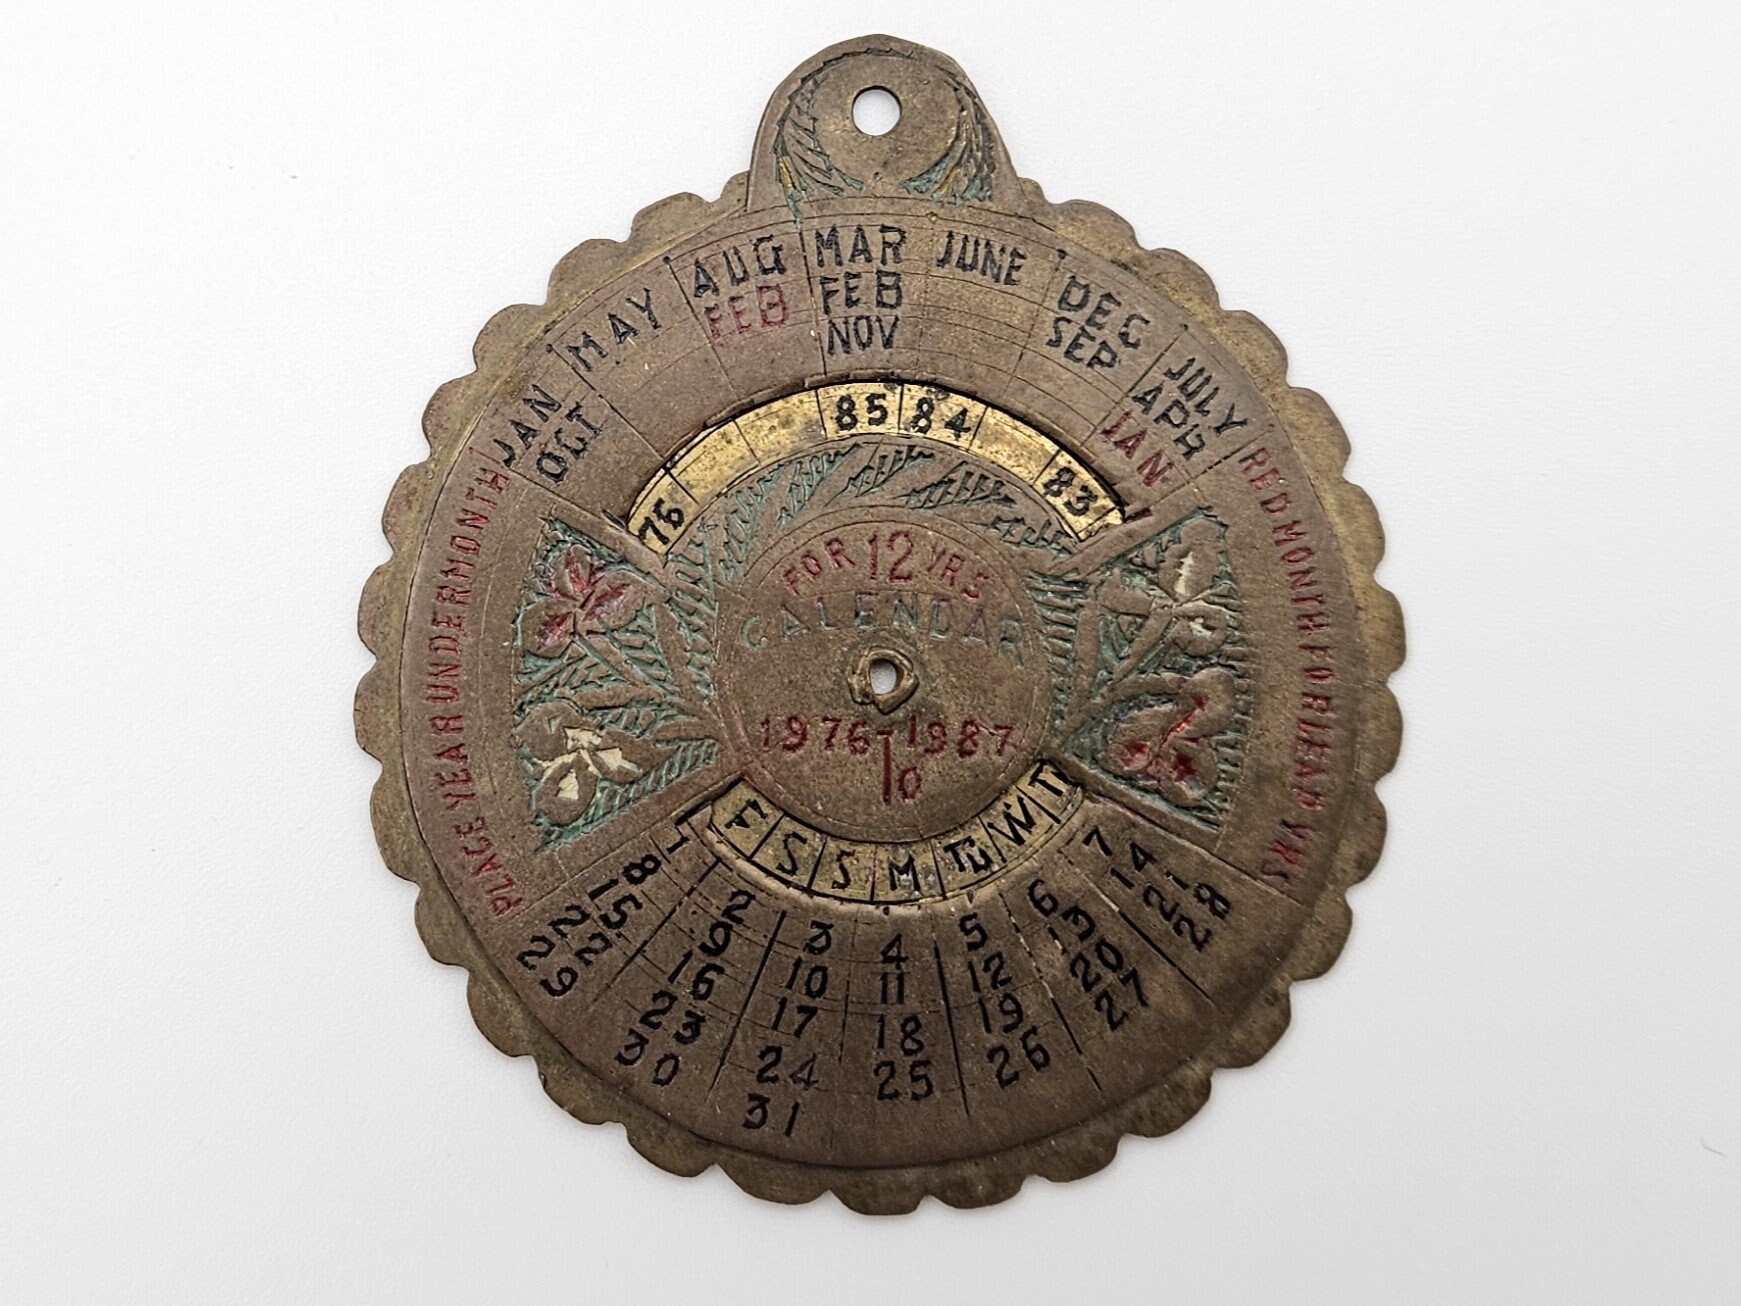 MAR
AUG
JUNE
FEB
FEB
NOV
MAY
DEC
SEP
JAN
OCT
JULY
APR
JAN
85
84
76
83
PLACE YEAR UNDER MONTH
RED MONTH FOR LEAP YRS
FOR 12 YRS
CALENDAR
1976 - 1987
To
F S S M TU W T
1 2 3 4 5 6 7
8 9 10 11 12 13 14
15 16 17 18 19 20 21
22 23 24 25 26 27 28
29 30 31